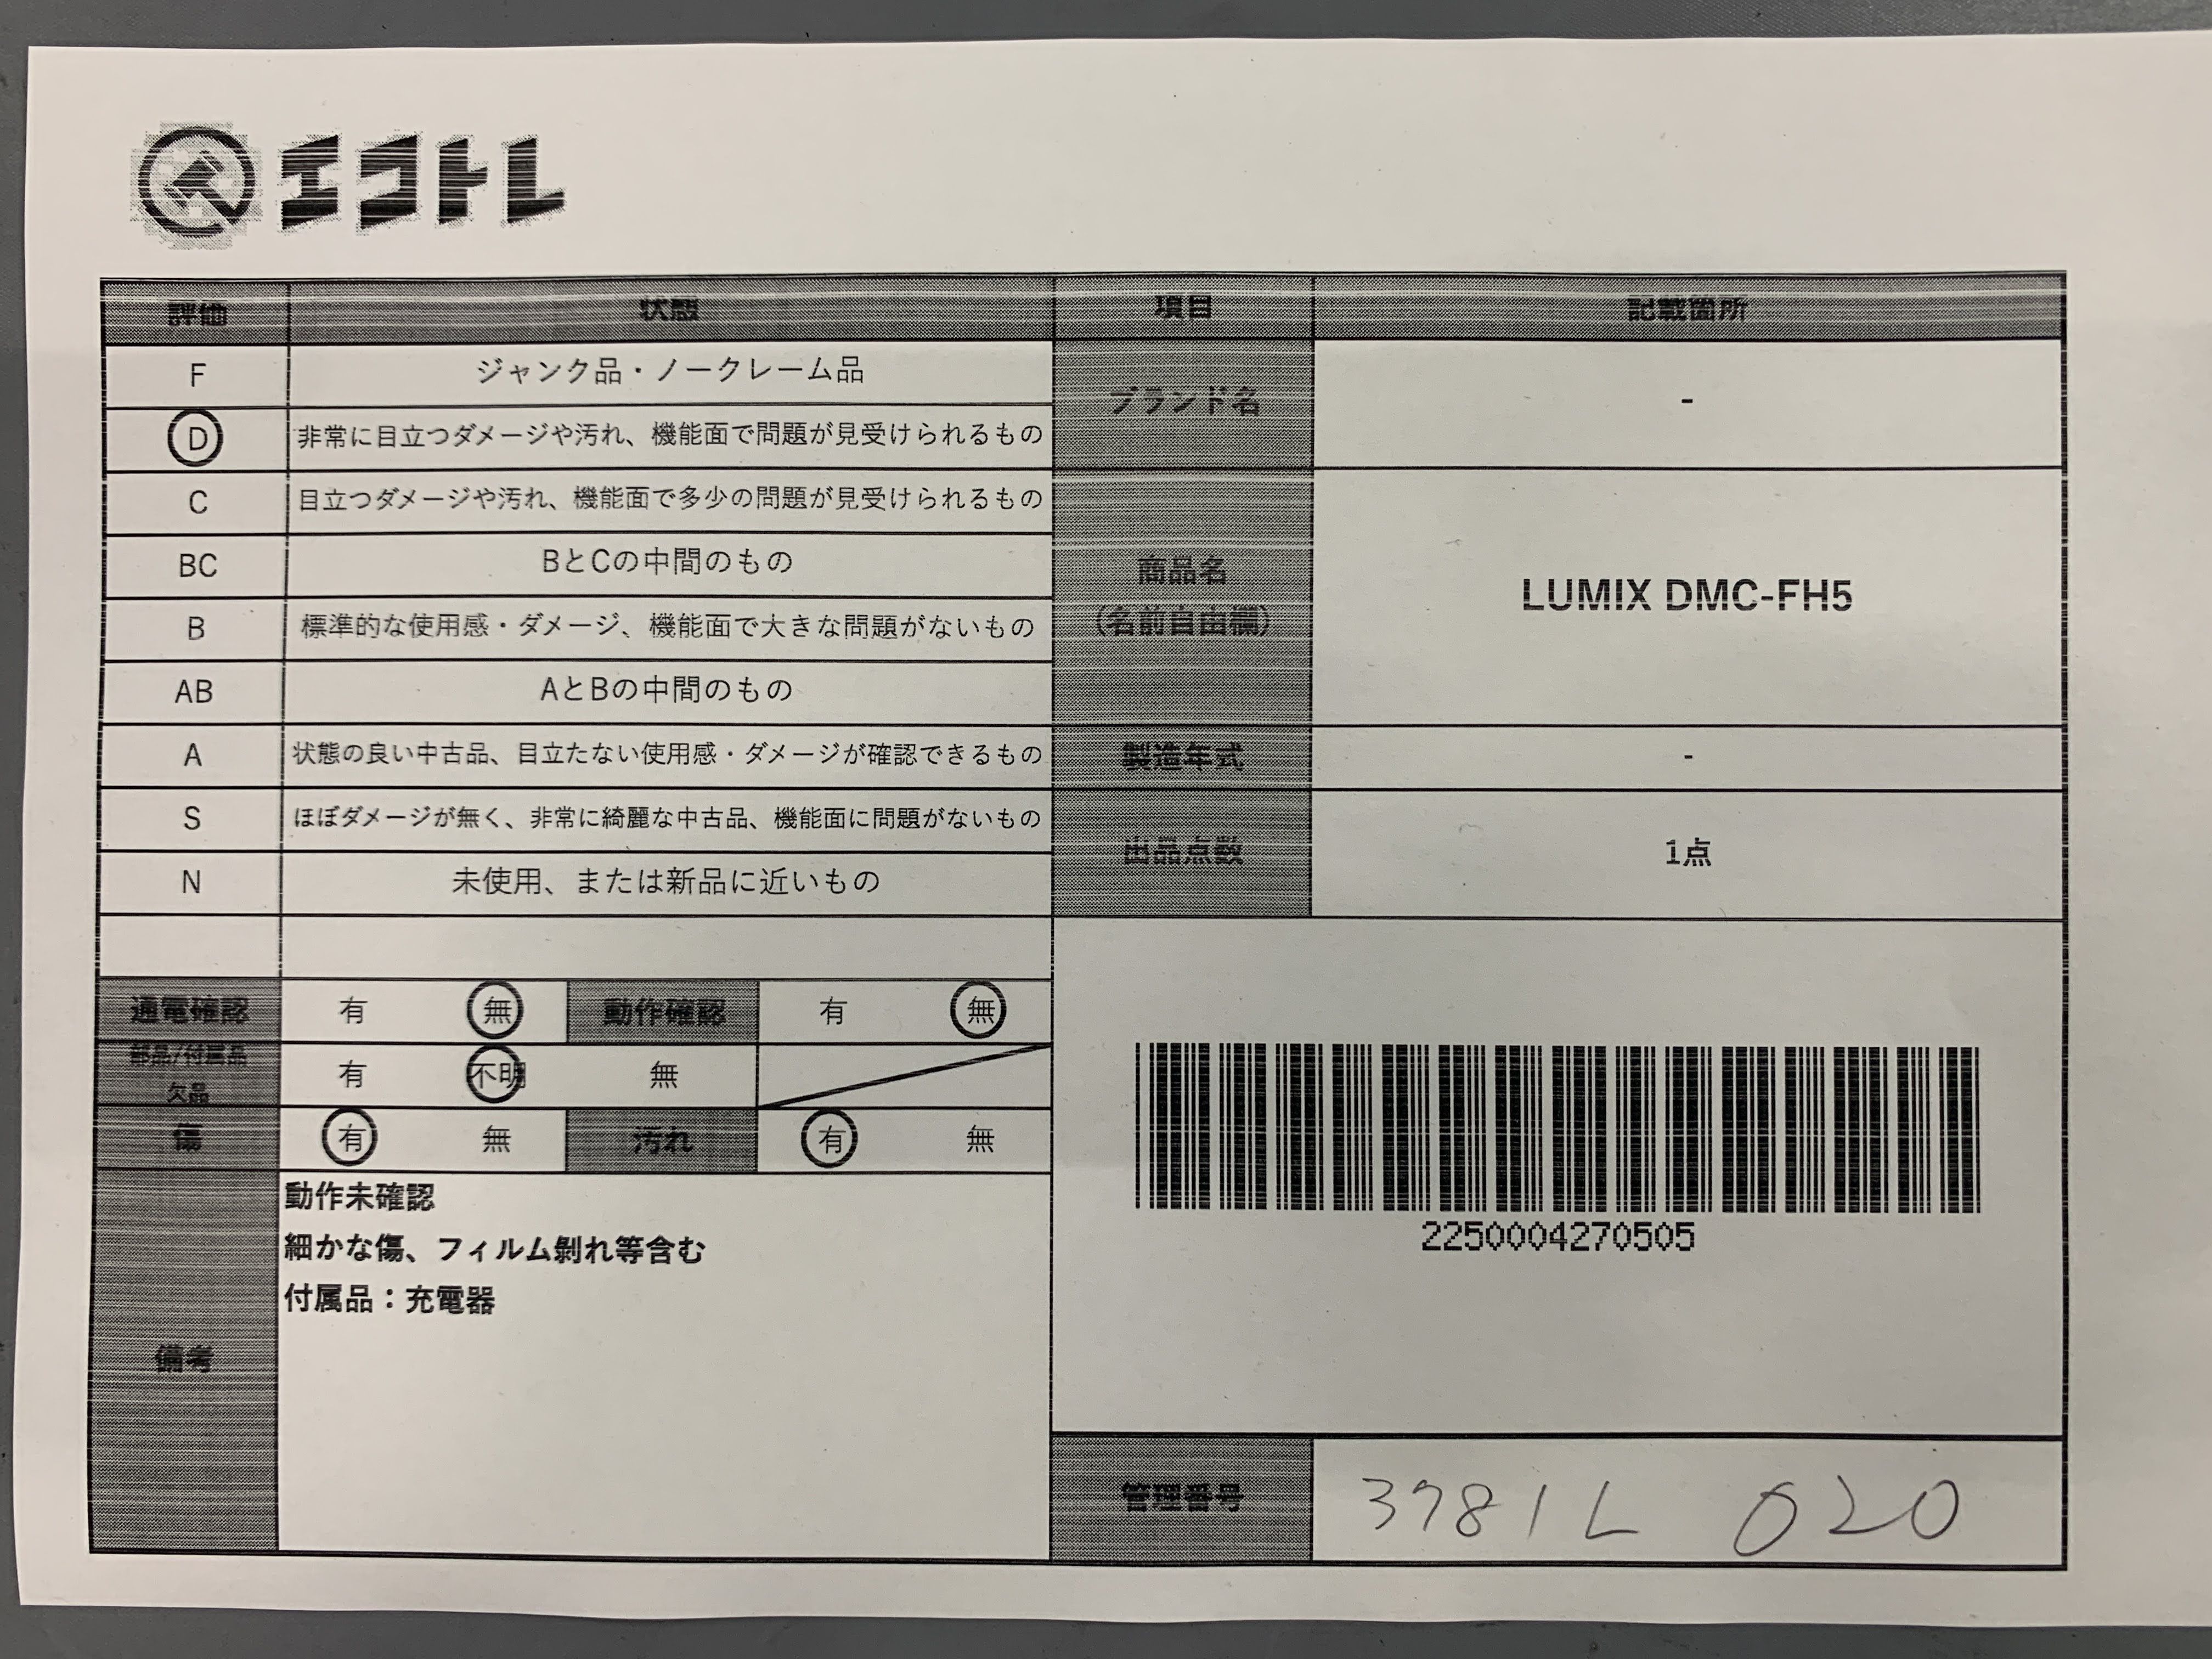 エコトレ
評価 状態 項目 記載箇所
F ジャンク品・ノークレーム品
ブランド名 -
D 非常に目立つダメージや汚れ、機能面で問題が見受けられるもの
C 目立つダメージや汚れ、機能面で多少の問題が見受けられるもの
BC BとCの中間のもの
商品名
(名前自由欄)
LUMIX DMC-FH5
B 標準的な使用感・ダメージ、機能面で大きな問題がないもの
AB AとBの中間のもの
A 状態の良い中古品、目立たない使用感・ダメージが確認できるもの
製造年式 -
S ほぼダメージが無く、非常に綺麗な中古品、機能面に問題がないもの
出品点数 1点
N 未使用、または新品に近いもの
通電確認 有 無 動作確認 有 無
部品/付属品
欠品
有 不明 無
傷 有 無 汚れ 有 無
備考
動作未確認
細かな傷、フィルム剝れ等含む
付属品：充電器
2250004270505
管理番号 3781L 020